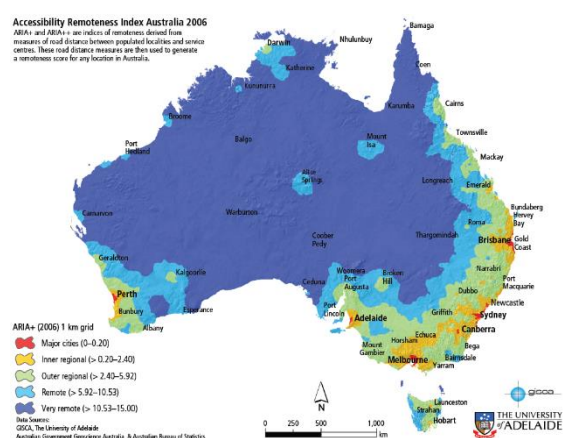 Accessibility Remoteness Index Australia 2006
ARIA+ and ARIA++ are indices of remoteness derived from
measures of road distance between populated localities and service
centres. These road distance measures are then used to generate
a remoteness score for any location in Australia.
Bamaga
Darwin
Nhulunbuy
Katherine
Coen
Kununurra
Karumba
Cairns
Broome
Townsville
Balgo
Mount
Isa
Port
Hedland
Mackay
Alice
Springs
Longreach
Emerald
Carnarvon
Warburton
Bundaberg
Hervey
Bay
Roma
Coober
Pedy
Thargomindah
Brisbane
Gold
Coast
Geraldton
Kalgoorlie
Woomera
Broken
Hill
Narrabri
Ceduna
Port
Augusta
Port
Macquarie
Perth
Dubbo
Newcastle
Bunbury
Esperance
Port
Lincoln
Griffith
Sydney
Albany
Adelaide
Canberra
Echuca
Mount
Gambier
Horsham
Bega
Melbourne
Bairnsdale
Yarram
Launceston
Strahan
Hobart
ARIA+ (2006) 1 km grid
Major cities (0–0.20)
Inner regional (> 0.20–2.40)
Outer regional (> 2.40–5.92)
Remote (> 5.92–10.53)
Very remote (> 10.53–15.00)
Data Sources:
GISCA, The University of Adelaide
Australian Government Geoscience Australia, & Australian Bureau of Statistics
N
0 500 1,000
km
gisca
THE UNIVERSITY
of ADELAIDE